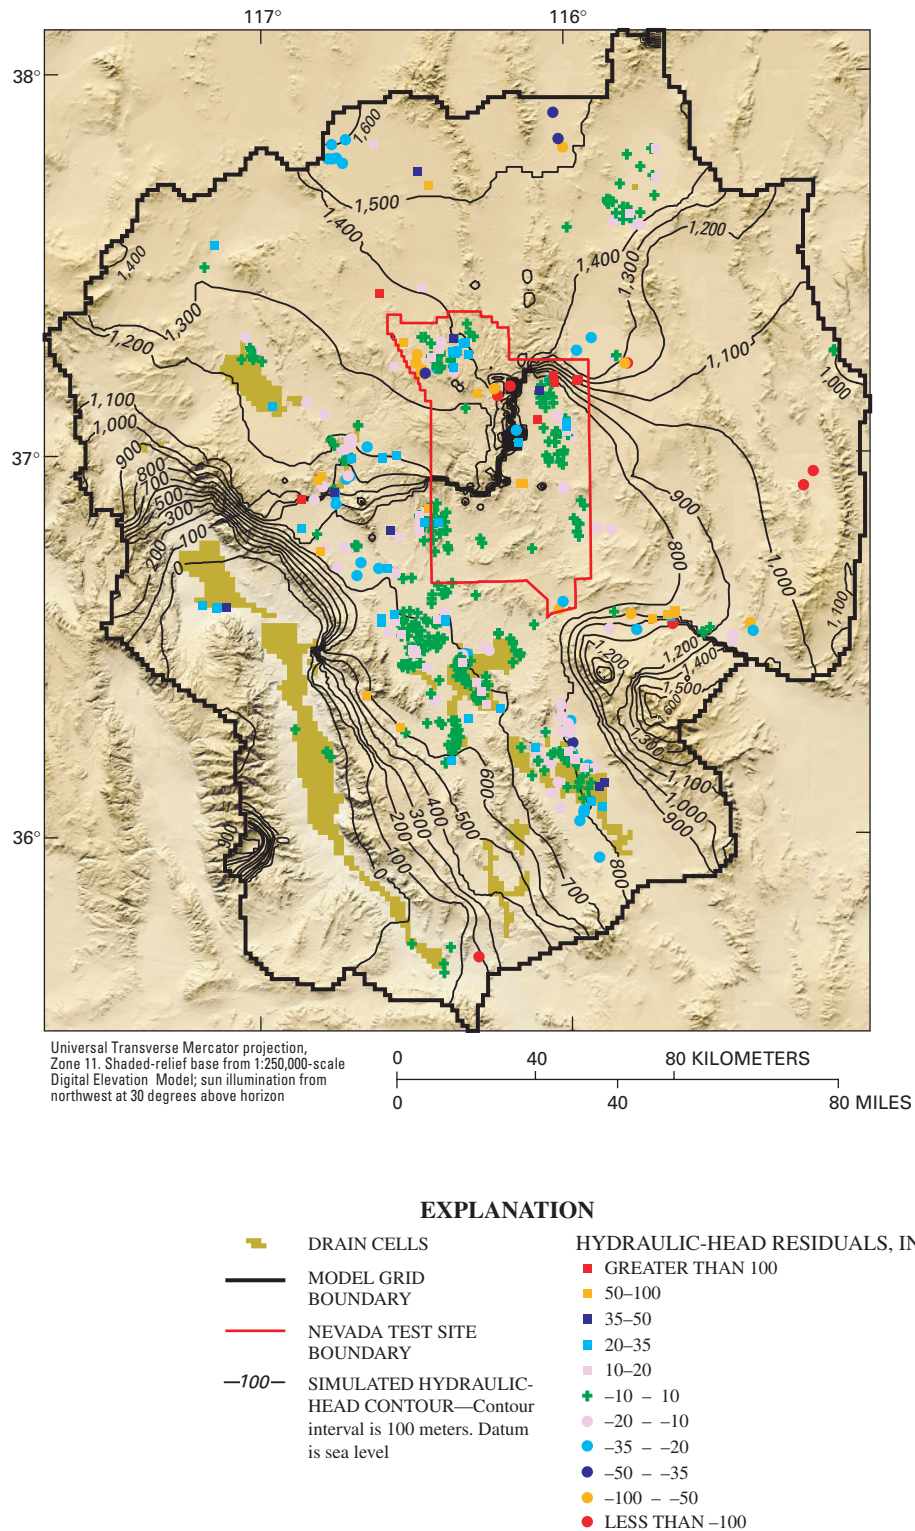 117°
116°
38°
1,600
1,500
1,400
1,400
1,200
1,400
1,300
1,300
1,200
1,100
1,000
1,100
1,000
900
800
700
500
300
200
100
0
37°
900
800
1,000
1,100
1,200
1,200
1,400
1,500
1,600
1,300
1,100
1,000
900
800
700
600
500
400
300
200
100
0
900
0
36°
Universal Transverse Mercator projection,
Zone 11. Shaded-relief base from 1:250,000-scale
Digital Elevation Model; sun illumination from
northwest at 30 degrees above horizon
0 40 80 KILOMETERS
0 40 80 MILES
EXPLANATION
DRAIN CELLS
MODEL GRID
BOUNDARY
NEVADA TEST SITE
BOUNDARY
—100— SIMULATED HYDRAULIC-
HEAD CONTOUR—Contour
interval is 100 meters. Datum
is sea level
HYDRAULIC-HEAD RESIDUALS, IN
GREATER THAN 100
50–100
35–50
20–35
10–20
–10 – 10
–20 – –10
–35 – –20
–50 – –35
–100 – –50
LESS THAN –100